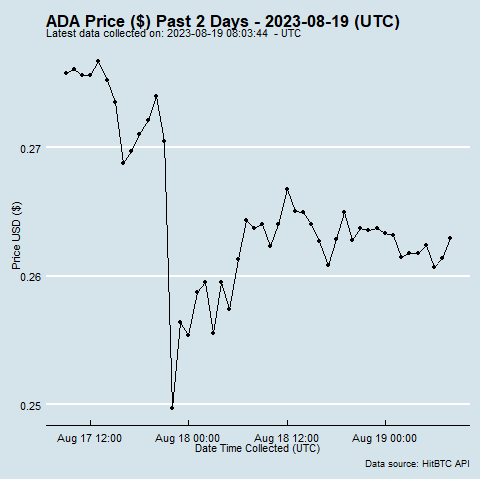 ADA Price ($) Past 2 Days - 2023-08-19 (UTC)
Latest data collected on: 2023-08-19 08:03:44 - UTC
0.27
0.26
0.25
Price USD ($)
Aug 17 12:00 Aug 18 00:00 Aug 18 12:00 Aug 19 00:00
Date Time Collected (UTC)
Data source: HitBTC API